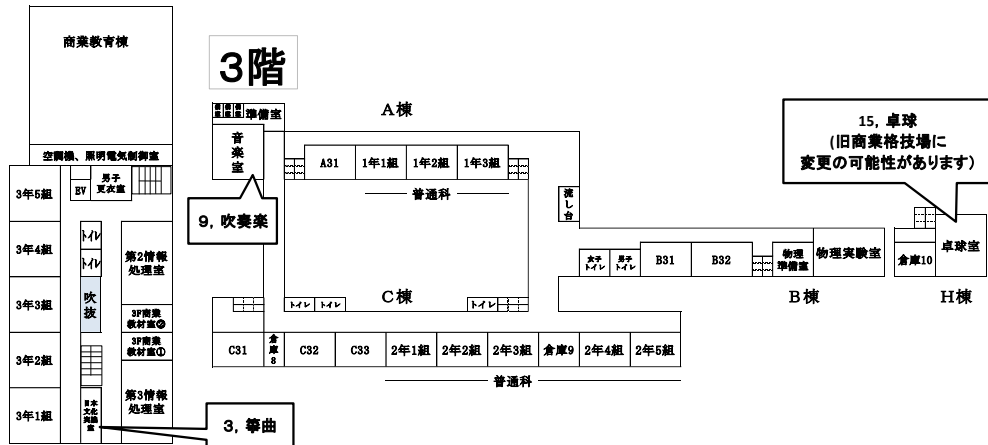 商業教育棟
3階
空調機、照明電気制御室
3年5組
EV
男子
更衣室
3年4組
トイレ
トイレ
第2情報
処理室
3年3組
吹
抜
3F商業
教材室②
3F商業
教材室①
3年2組
3年1組
第3情報
処理室
3, 箏曲
準備室
音
楽
室
9, 吹奏楽
A棟
A31
1年1組
1年2組
1年3組
普通科
流
し
台
15, 卓球
(旧商業格技場に
変更の可能性があります)
女子
トイレ
男子
トイレ
B31
B32
物理
準備室
物理実験室
B棟
倉庫10
卓球室
H棟
C棟
トイレ
トイレ
トイレ
C31
倉
庫
8
C32
C33
2年1組
2年2組
2年3組
倉庫9
2年4組
2年5組
普通科